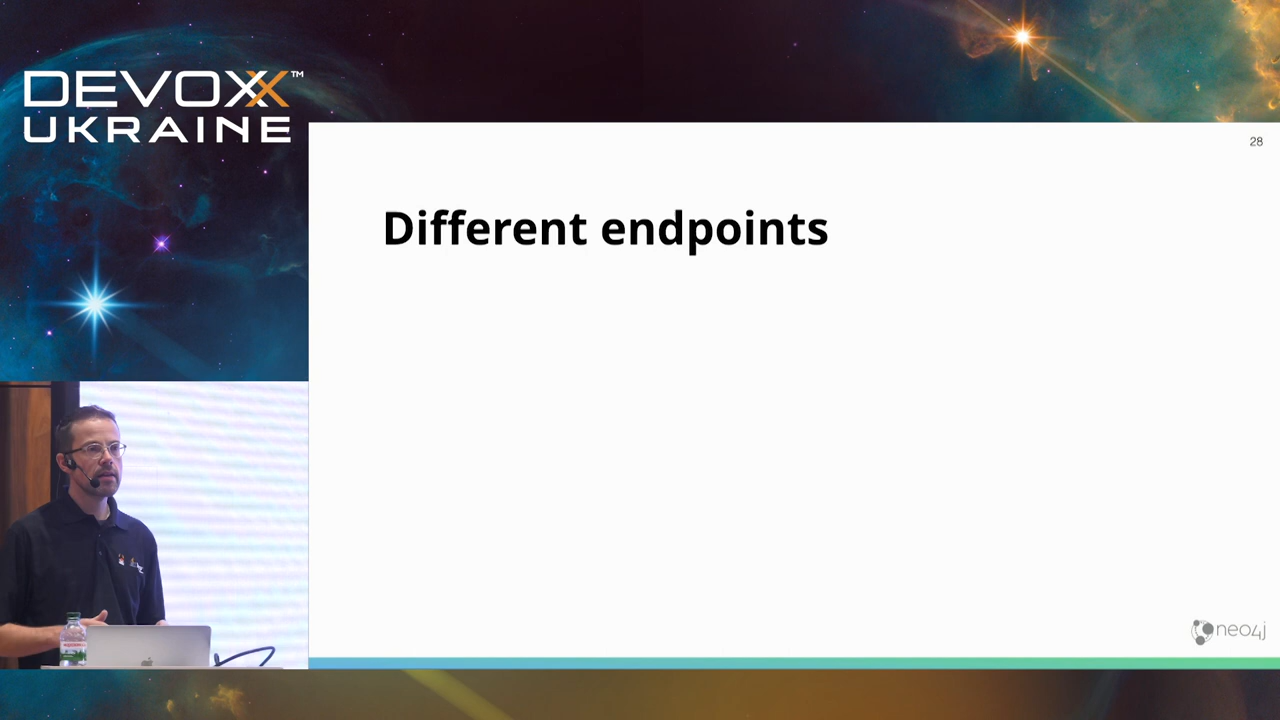 DEVOXX™
UKRAINE
28
Different endpoints
neo4j